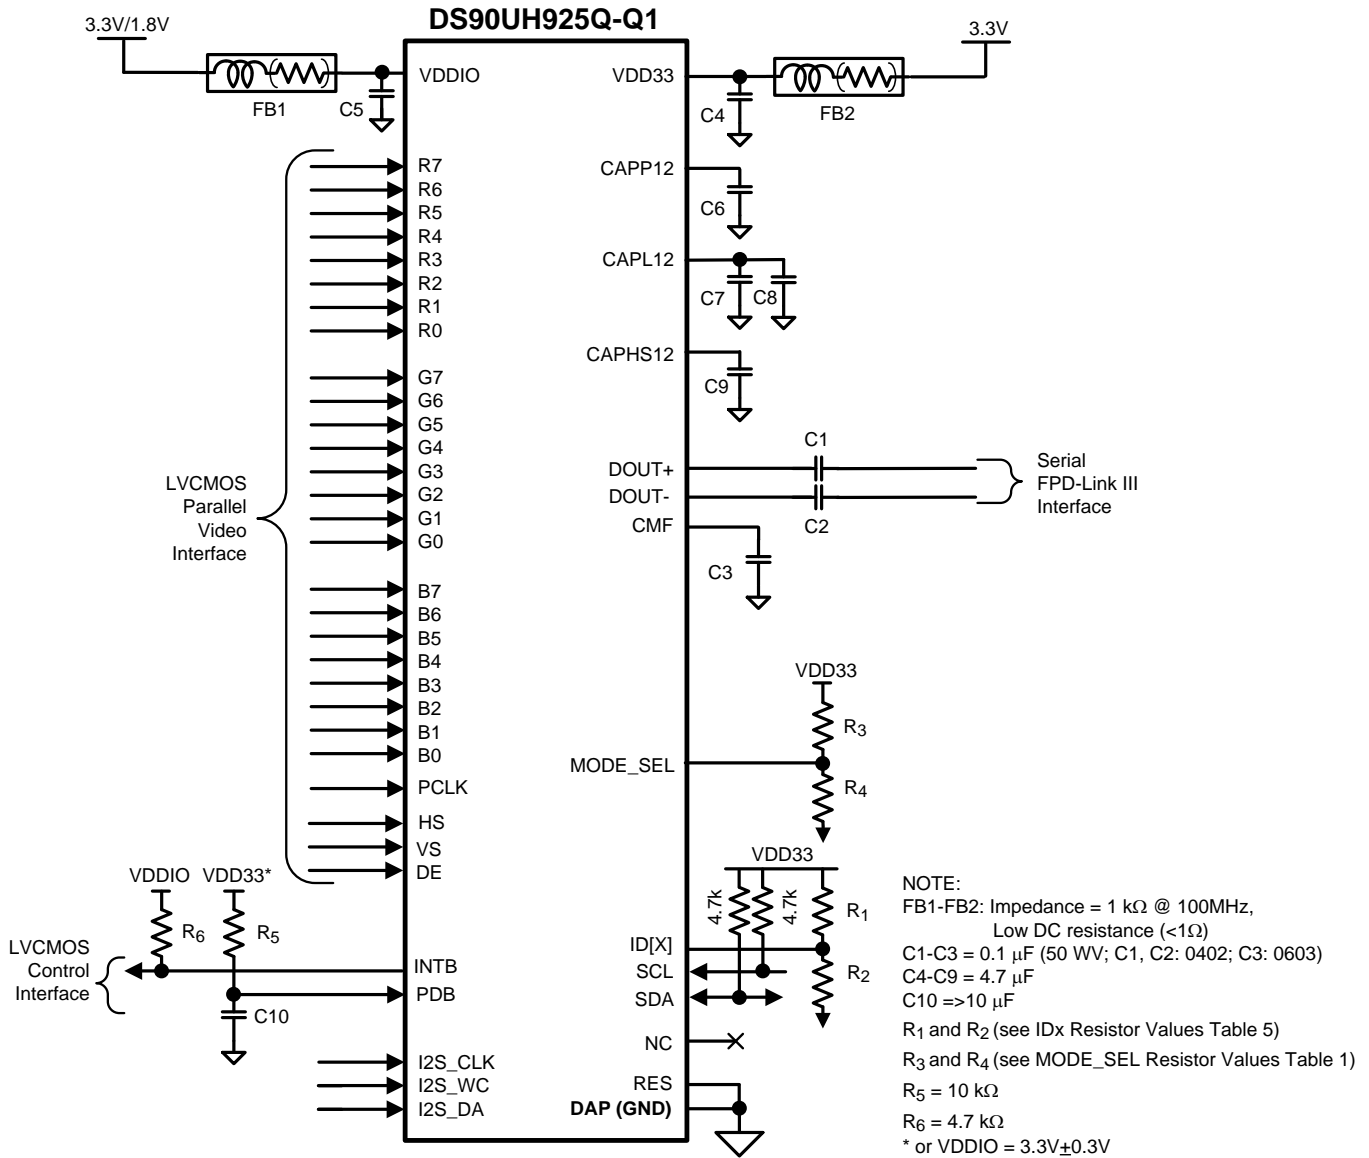 DS90UH925Q-Q1
3.3V/1.8V
3.3V
VDDIO
VDD33
FB1
C5
C4
FB2
R7
R6
R5
R4
R3
R2
R1
R0
G7
G6
G5
G4
G3
G2
G1
G0
B7
B6
B5
B4
B3
B2
B1
B0
PCLK
HS
VS
DE
LVCMOS
Parallel
Video
Interface
CAPP12
C6
CAPL12
C7
C8
CAPHS12
C9
DOUT+
DOUT-
CMF
C1
C2
C3
Serial
FPD-Link III
Interface
VDD33
R3
MODE_SEL
R4
VDD33
4.7k
4.7k
R1
ID[X]
R2
SCL
SDA
NC
RES
DAP (GND)
VDDIO
VDD33*
R6
R5
LVCMOS
Control
Interface
INTB
PDB
C10
I2S_CLK
I2S_WC
I2S_DA
NOTE:
FB1-FB2: Impedance = 1 kΩ @ 100MHz,
Low DC resistance (<1Ω)
C1-C3 = 0.1 μF (50 WV; C1, C2: 0402; C3: 0603)
C4-C9 = 4.7 μF
C10 =>10 μF
R1 and R2 (see IDx Resistor Values Table 5)
R3 and R4 (see MODE_SEL Resistor Values Table 1)
R5 = 10 kΩ
R6 = 4.7 kΩ
* or VDDIO = 3.3V±0.3V